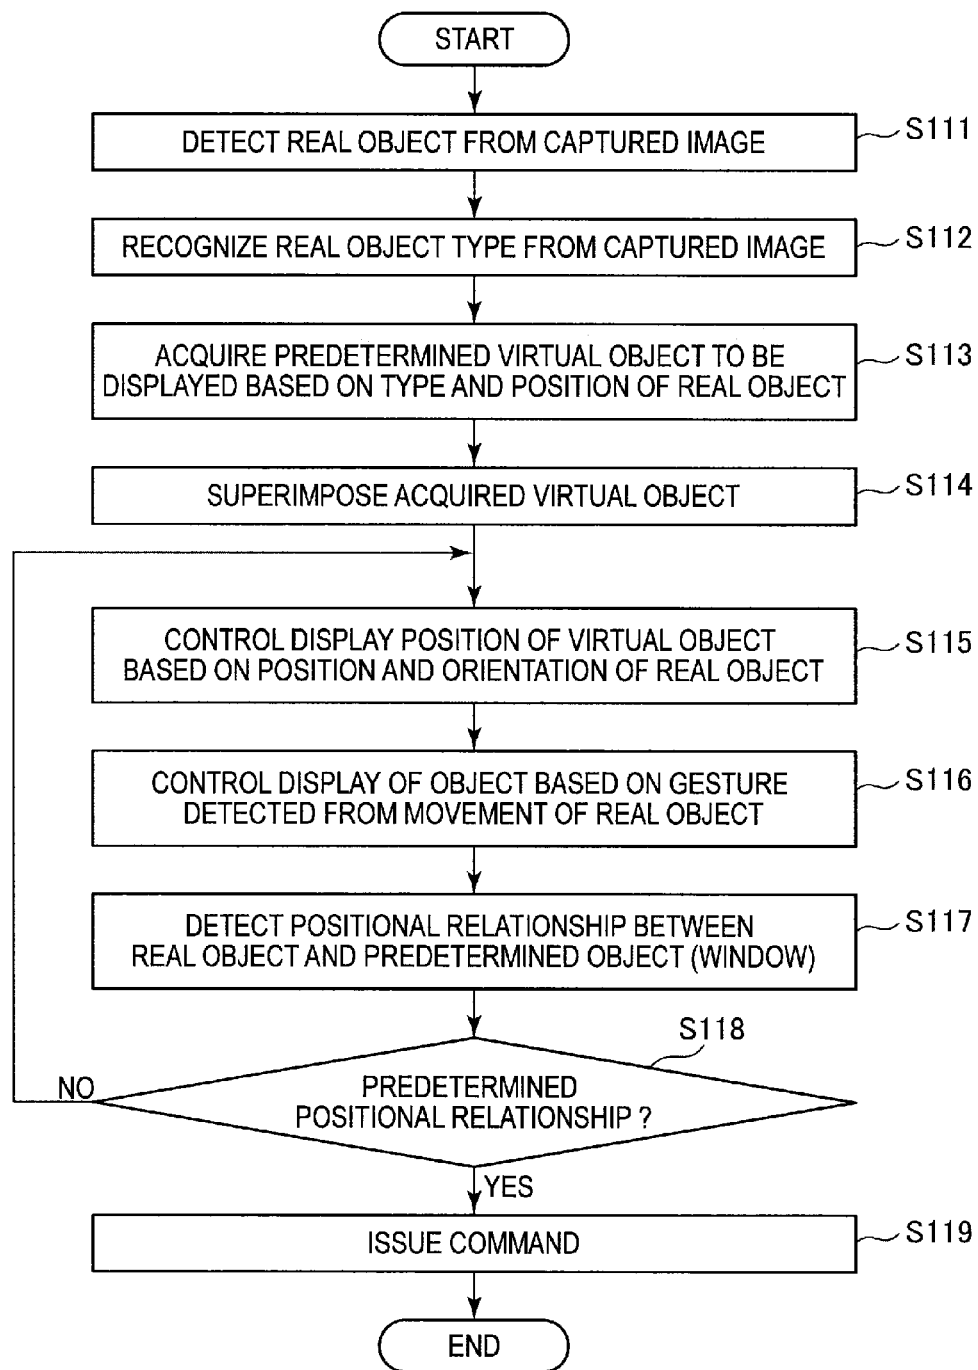 START
DETECT REAL OBJECT FROM CAPTURED IMAGE
S111
RECOGNIZE REAL OBJECT TYPE FROM CAPTURED IMAGE
S112
ACQUIRE PREDETERMINED VIRTUAL OBJECT TO BE
DISPLAYED BASED ON TYPE AND POSITION OF REAL OBJECT
S113
SUPERIMPOSE ACQUIRED VIRTUAL OBJECT
S114
CONTROL DISPLAY POSITION OF VIRTUAL OBJECT
BASED ON POSITION AND ORIENTATION OF REAL OBJECT
S115
CONTROL DISPLAY OF OBJECT BASED ON GESTURE
DETECTED FROM MOVEMENT OF REAL OBJECT
S116
DETECT POSITIONAL RELATIONSHIP BETWEEN
REAL OBJECT AND PREDETERMINED OBJECT (WINDOW)
S117
S118
NO
PREDETERMINED
POSITIONAL RELATIONSHIP ?
YES
ISSUE COMMAND
S119
END